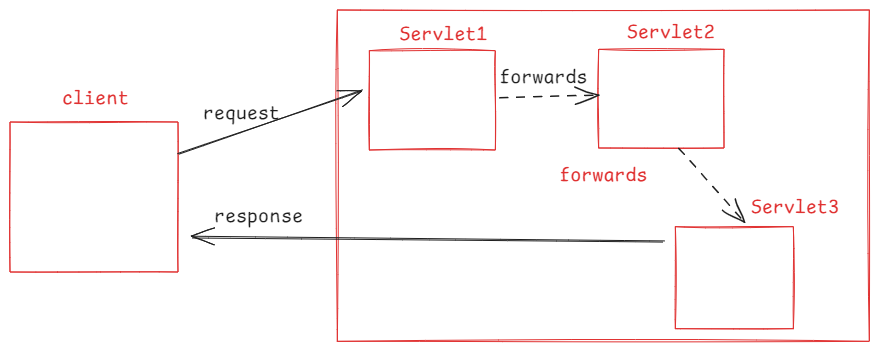 Servlet1
Servlet2
forwards
client
request
forwards
Servlet3
response